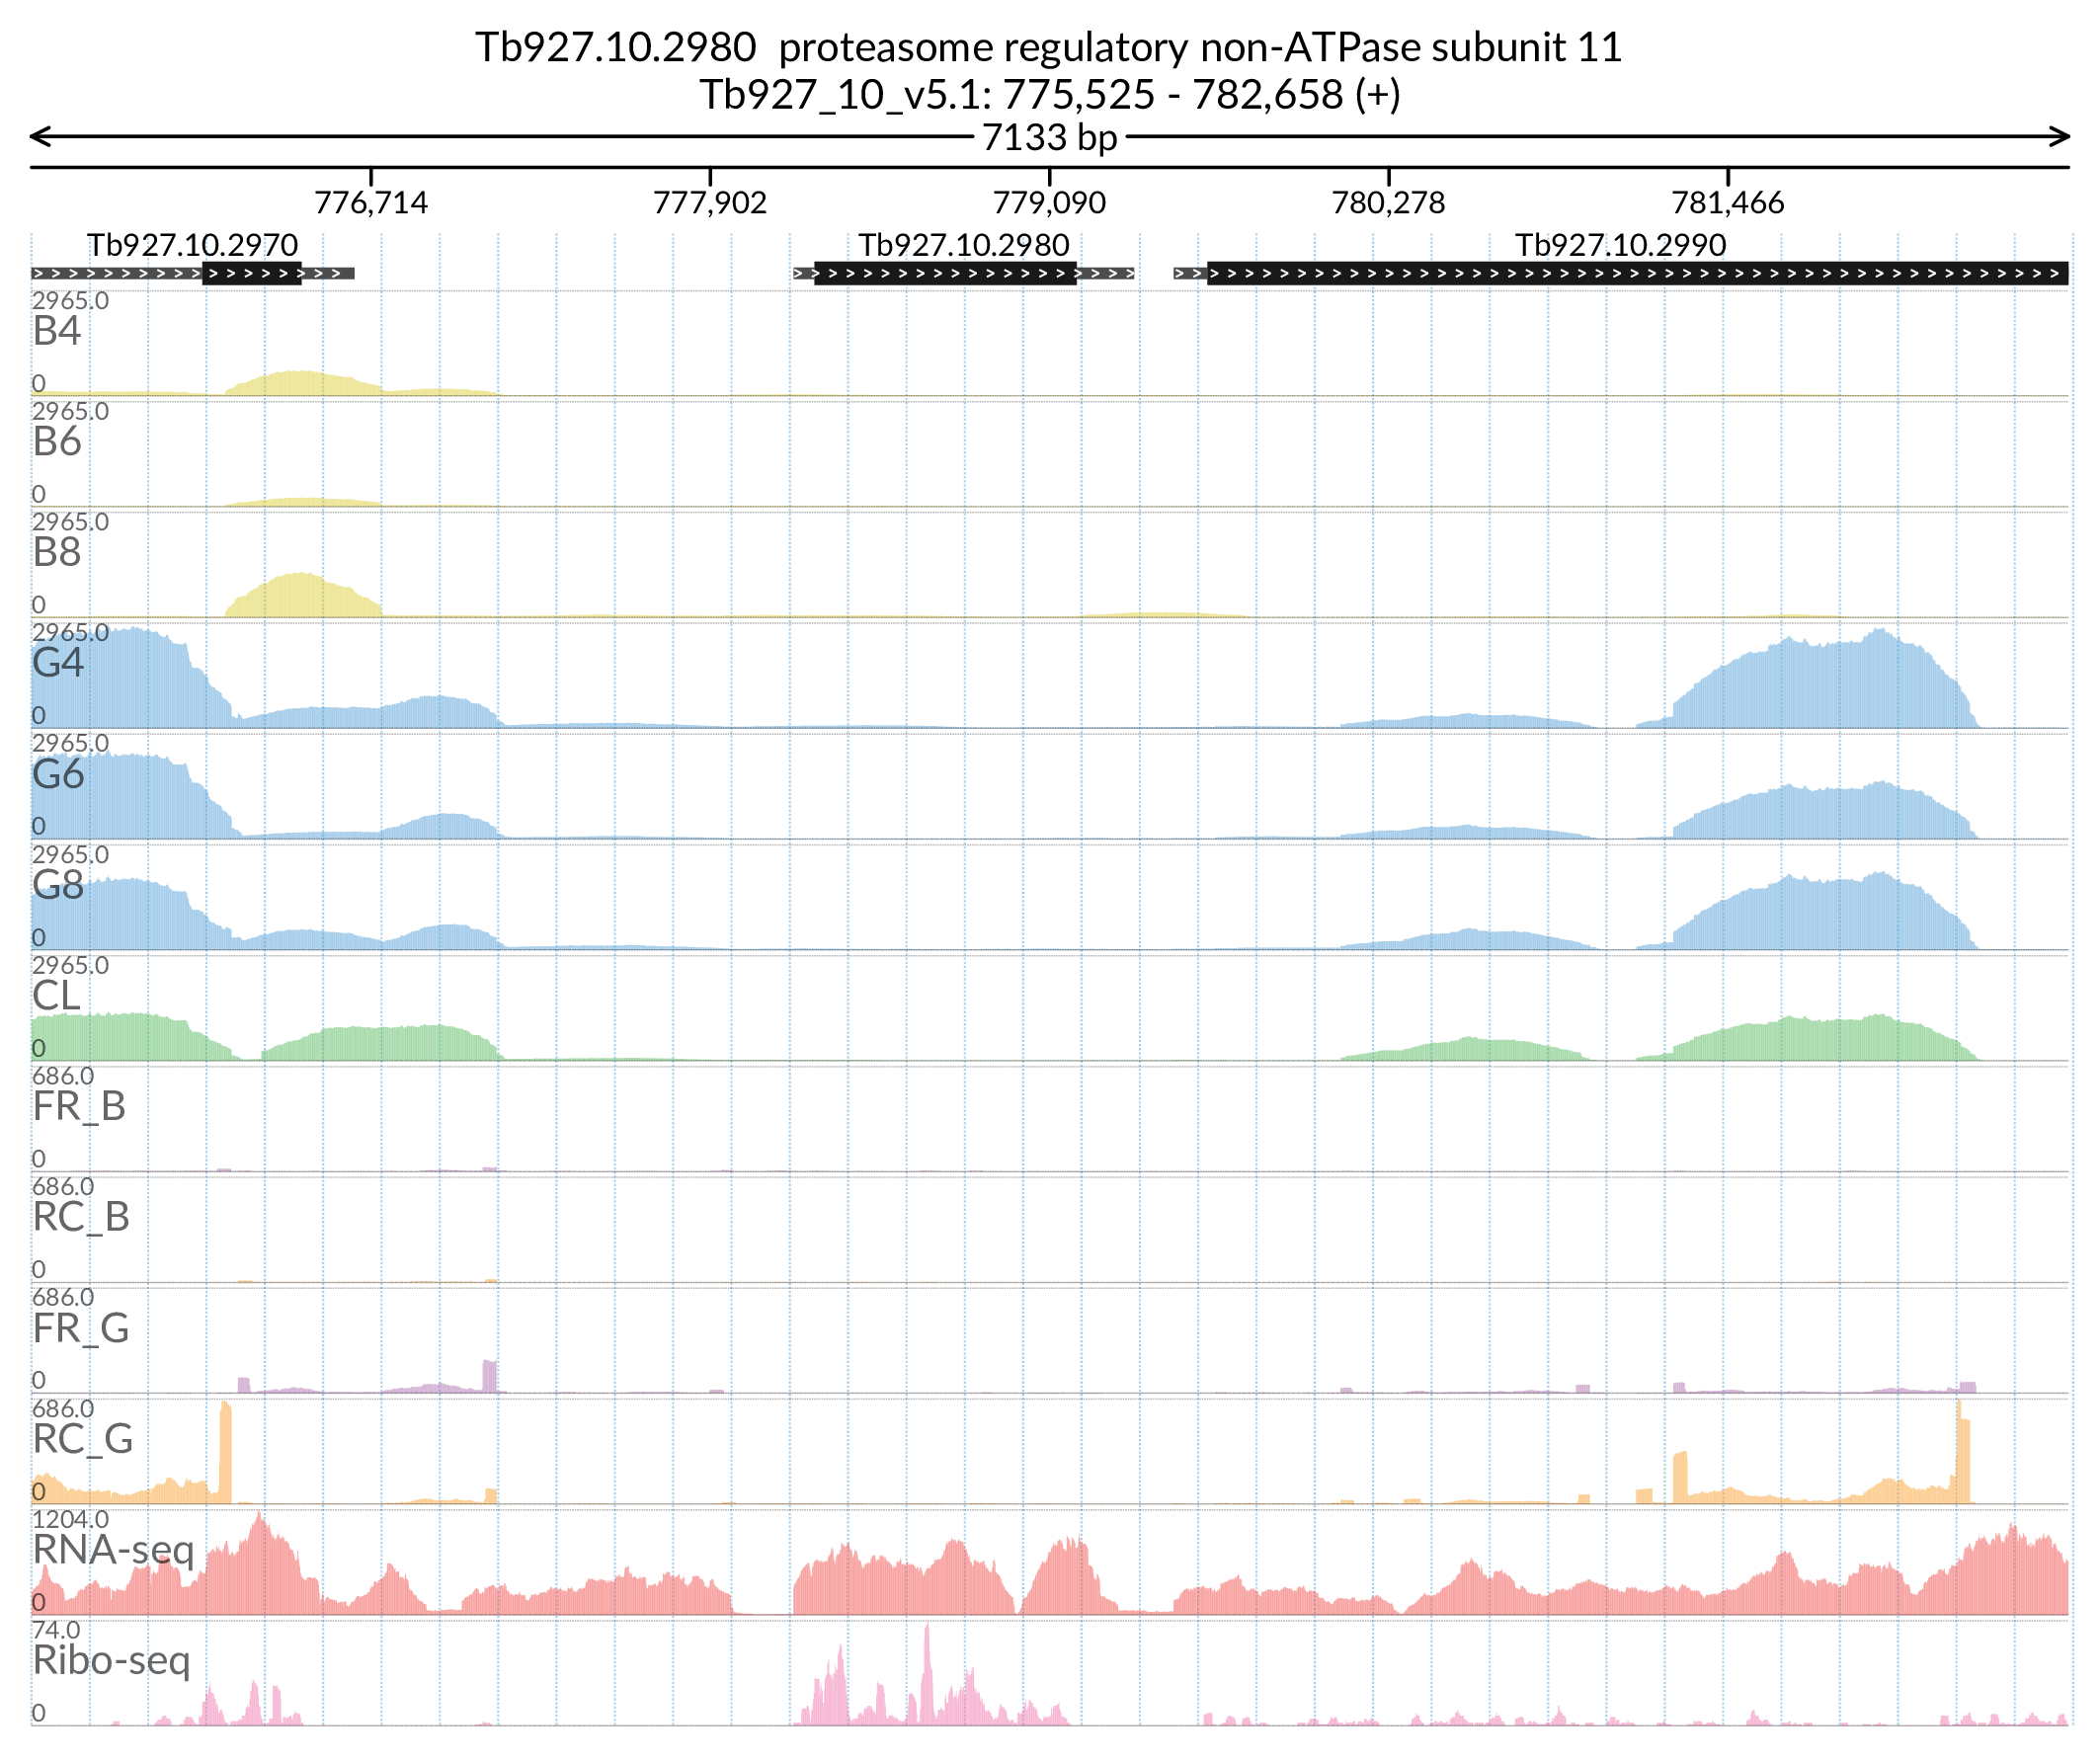 Tb927.10.2980 proteasome regulatory non-ATPase subunit 11
Tb927_10_v5.1: 775,525 - 782,658 (+)
7133 bp
776,714 777,902 779,090 780,278 781,466
Tb927.10.2970 Tb927.10.2980 Tb927.10.2990
2965.0
B4
0
2965.0
B6
0
2965.0
B8
0
2965.0
G4
0
2965.0
G6
0
2965.0
G8
0
2965.0
CL
0
686.0
FR_B
0
686.0
RC_B
0
686.0
FR_G
0
686.0
RC_G
0
1204.0
RNA-seq
0
74.0
Ribo-seq
0